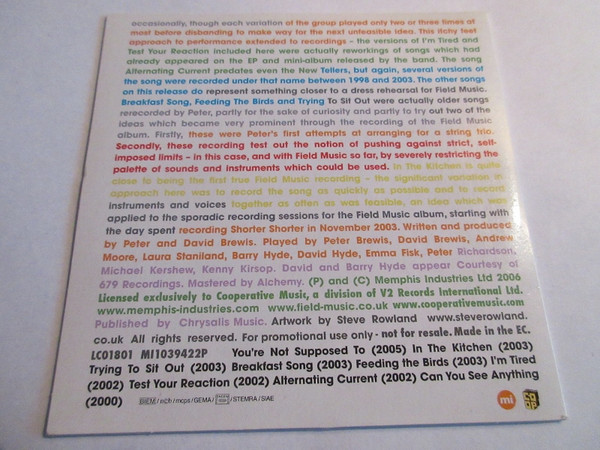 occasionally, though each variation of the group played only two or three times at
most before disbanding to make way for the next unfeasible idea. This itchy feet
approach to performance extended to recordings – the versions of I'm Tired and
Test Your Reaction included here were actually reworkings of songs which had
already appeared on the EP and mini-album released by the band. The song
Alternating Current predates even the New Tellers, but again, several versions of
the song were recorded under that name between 1998 and 2003. The other songs
on this release do represent something closer to a dress rehearsal for Field Music.
Breakfast Song, Feeding The Birds and Trying To Sit Out were actually older songs
rerecorded by Peter, partly for the sake of curiosity and partly to try out two of the
ideas which became very prominent through the recording of the Field Music
album. Firstly, these were Peter's first attempts at arranging for a string trio.
Secondly, these recording test out the notion of pushing against strict, self-
imposed limits – in this case, and with Field Music so far, by severely restricting the
palette of sounds and instruments which could be used. In The Kitchen is quite
close to being the first true Field Music recording – the significant variation in
approach here was to record the song as quickly as possible and to record
instruments and voices together as often as was feasible, an idea which was
applied to the sporadic recording sessions for the Field Music album, starting with
the day spent recording Shorter Shorter in November 2003. Written and produced
by Peter and David Brewis. Played by Peter Brewis, David Brewis, Andrew
Moore, Laura Staniland, Barry Hyde, David Hyde, Emma Fisk, Peter Richardson,
Michael Kershew, Kenny Kirsop. David and Barry Hyde appear Courtesy of
679 Recordings. Mastered by Alchemy. (P) and (C) Memphis Industries Ltd 2006
Licensed exclusively to Cooperative Music, a division of V2 Records International Ltd.
www.memphis-industries.com www.field-music.co.uk www.cooperativemusic.com
Published by Chrysalis Music. Artwork by Steve Rowland www.steverowland.
co.uk All rights reserved. For promotional use only - not for resale. Made in the EC.
LC01801 MI1039422P You're Not Supposed To (2005) In The Kitchen (2003)
Trying To Sit Out (2003) Breakfast Song (2003) Feeding the Birds (2003) I'm Tired
(2002) Test Your Reaction (2002) Alternating Current (2002) Can You See Anything
(2000) BIEM / ncb / mcps / GEMA / STEMRA / SIAE mi CO OP